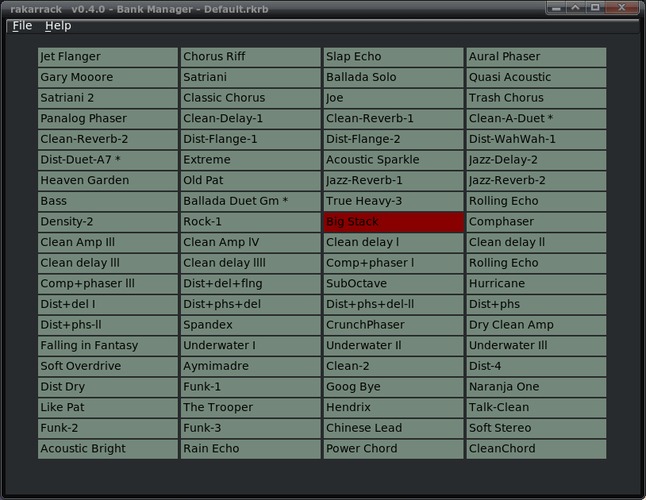 rakarrack v0.4.0 - Bank Manager - Default.rkrb
File Help
Jet Flanger Chorus Riff Slap Echo Aural Phaser
Gary Mooore Satriani Ballada Solo Quasi Acoustic
Satriani 2 Classic Chorus Joe Trash Chorus
Panalog Phaser Clean-Delay-1 Clean-Reverb-1 Clean-A-Duet *
Clean-Reverb-2 Dist-Flange-1 Dist-Flange-2 Dist-WahWah-1
Dist-Duet-A7 * Extreme Acoustic Sparkle Jazz-Delay-2
Heaven Garden Old Pat Jazz-Reverb-1 Jazz-Reverb-2
Bass Ballada Duet Gm * True Heavy-3 Rolling Echo
Density-2 Rock-1 Big Stack Comphaser
Clean Amp lll Clean Amp lV Clean delay l Clean delay ll
Clean delay lll Clean delay llll Comp+phaser l Rolling Echo
Comp+phaser lll Dist+del+flng SubOctave Hurricane
Dist+del I Dist+phs+del Dist+phs+del-ll Dist+phs
Dist+phs-ll Spandex CrunchPhaser Dry Clean Amp
Falling in Fantasy Underwater I Underwater Il Underwater Ill
Soft Overdrive Aymimadre Clean-2 Dist-4
Dist Dry Funk-1 Goog Bye Naranja One
Like Pat The Trooper Hendrix Talk-Clean
Funk-2 Funk-3 Chinese Lead Soft Stereo
Acoustic Bright Rain Echo Power Chord CleanChord